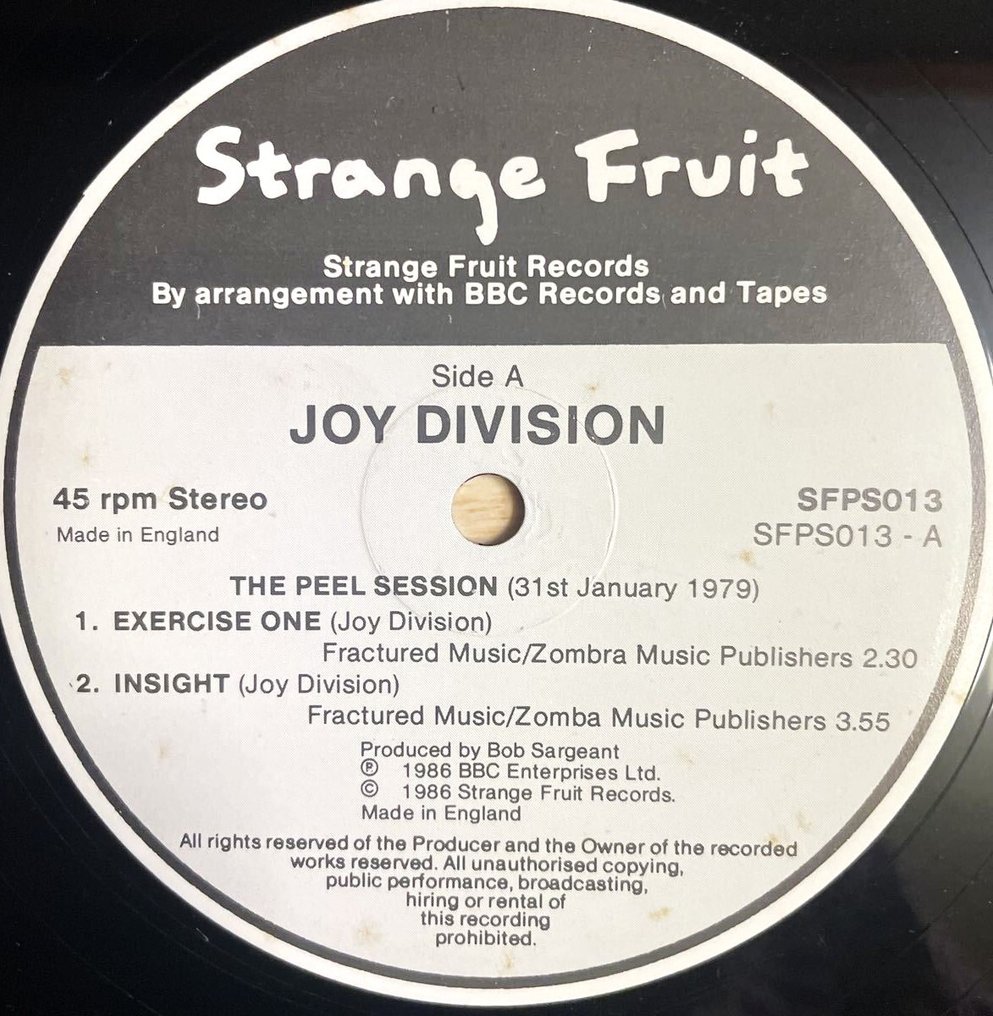 Strange Fruit
Strange Fruit Records
By arrangement with BBC Records and Tapes
Side A
JOY DIVISION
45 rpm Stereo
SFPS013
Made in England
SFPS013 - A
THE PEEL SESSION (31st January 1979)
1. EXERCISE ONE (Joy Division)
Fractured Music/Zombra Music Publishers 2.30
2. INSIGHT (Joy Division)
Fractured Music/Zomba Music Publishers 3.55
Produced by Bob Sargeant
℗ 1986 BBC Enterprises Ltd.
© 1986 Strange Fruit Records.
Made in England
All rights reserved of the Producer and the Owner of the recorded
works reserved. All unauthorised copying,
public performance, broadcasting,
hiring or rental of
this recording
prohibited.